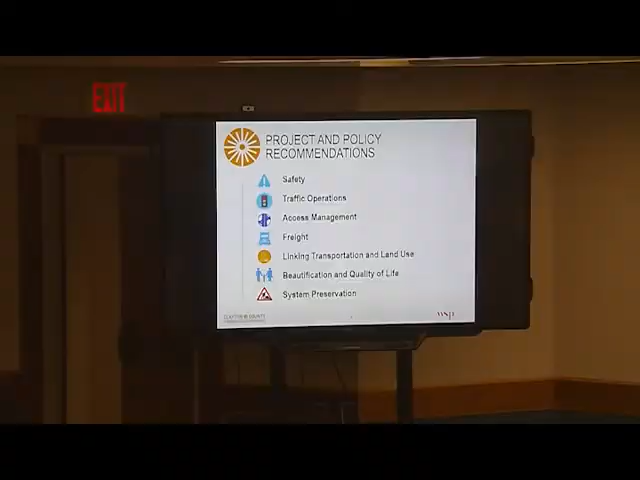 EXIT
PROJECT AND POLICY
RECOMMENDATIONS
Safety
Traffic Operations
Access Management
Freight
Linking Transportation and Land Use
Beautification and Quality of Life
System Preservation
wsp